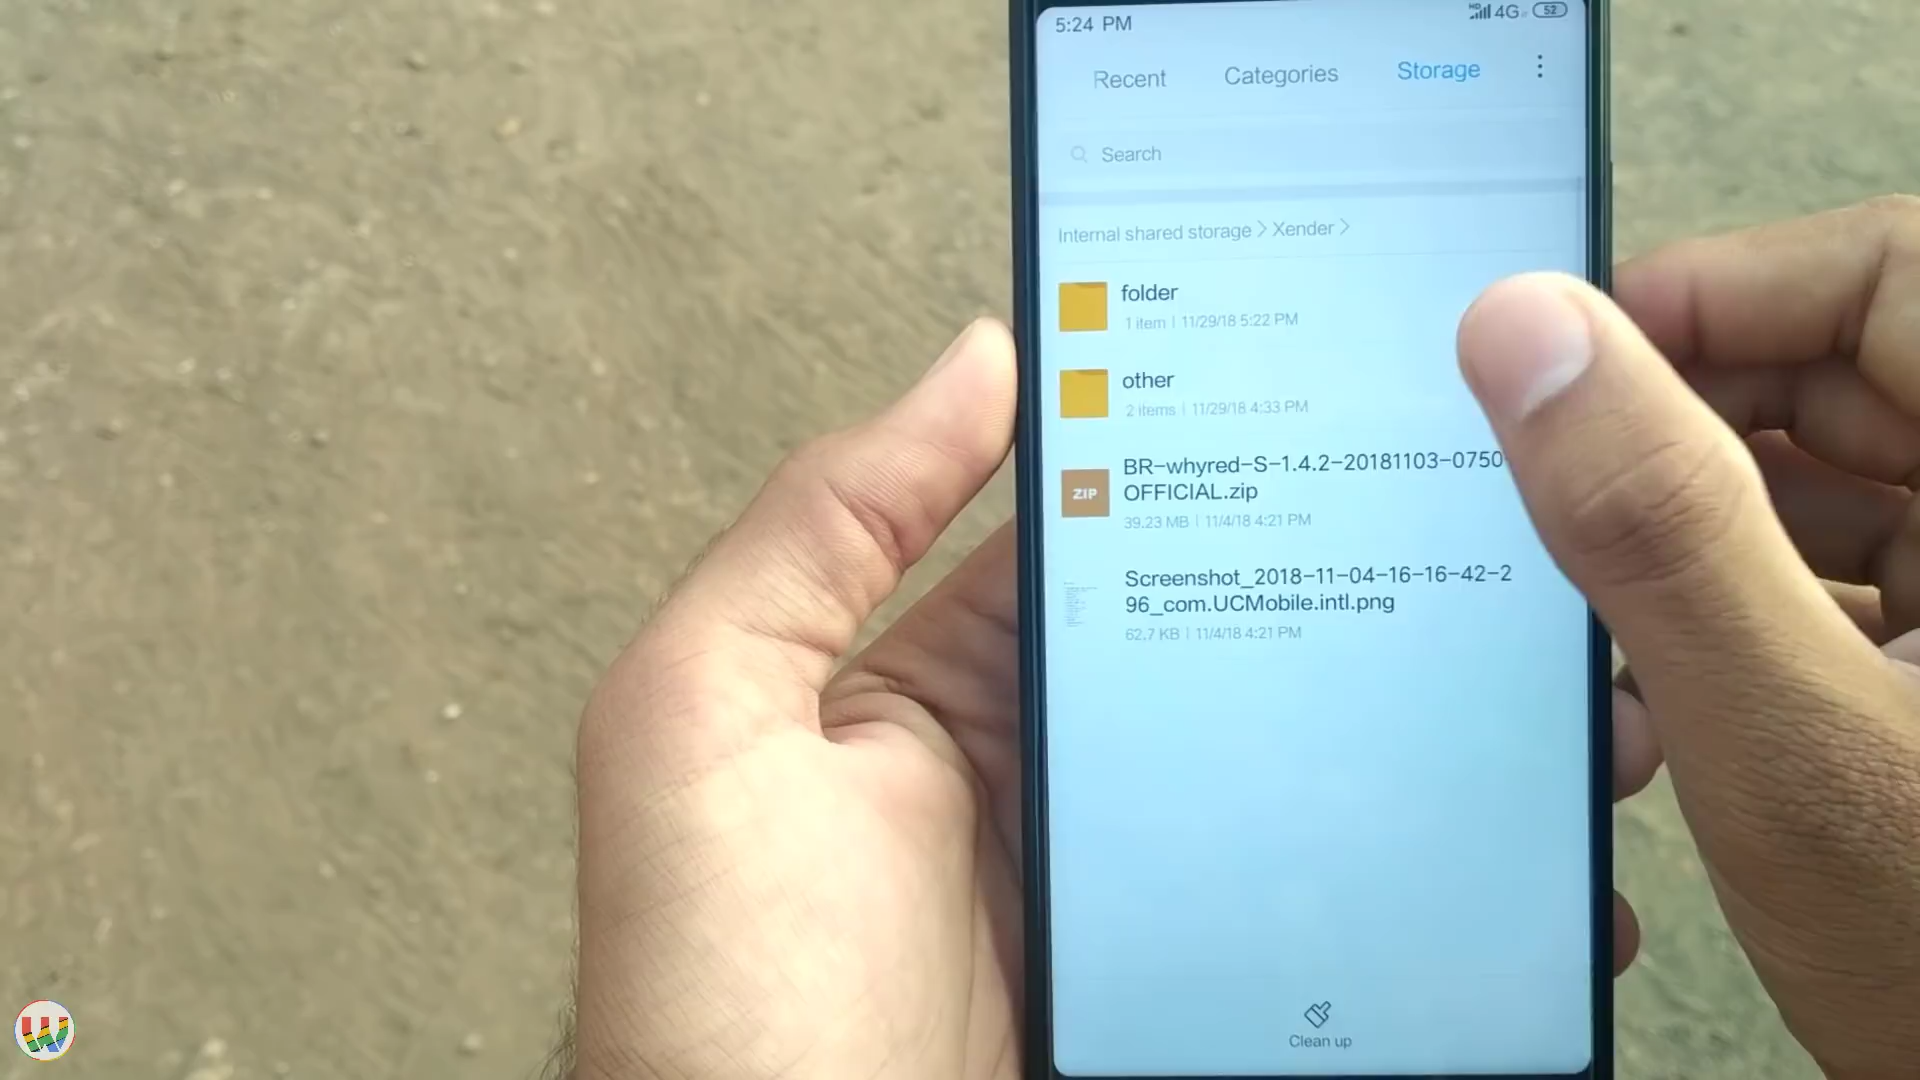 5:24 PM
HD 4G 52
Recent Categories Storage
Search
Internal shared storage > Xender >
folder
1 item | 11/29/18 5:22 PM
other
2 items | 11/29/18 4:33 PM
BR-whyred-S-1.4.2-20181103-0750
OFFICIAL.zip
ZIP
39.23 MB | 11/4/18 4:21 PM
Screenshot_2018-11-04-16-16-42-2
96_com.UCMobile.intl.png
62.7 KB | 11/4/18 4:21 PM
Clean up
W